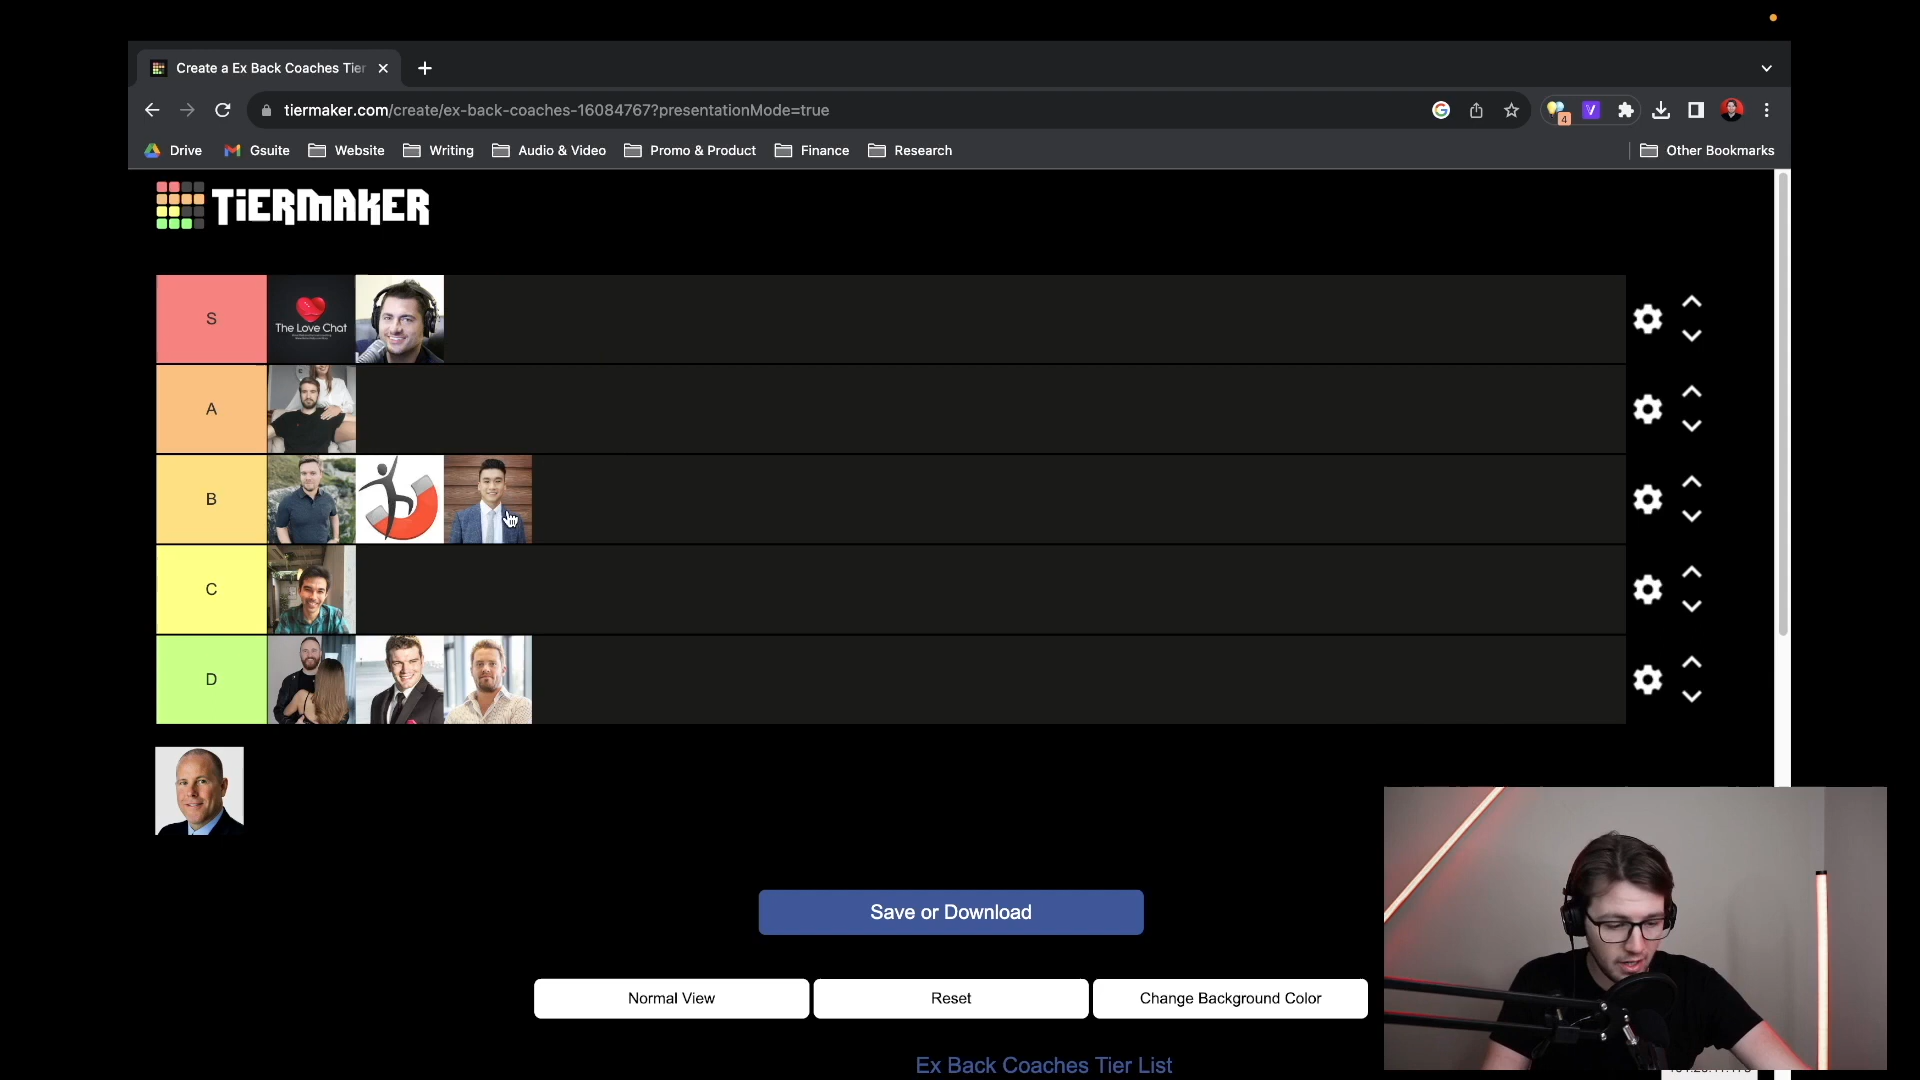 Create a Ex Back Coaches Tier
tiermaker.com/create/ex-back-coaches-16084767?presentationMode=true
4
Drive
Gsuite
Website
Writing
Audio & Video
Promo & Product
Finance
Research
Other Bookmarks
TiERMAKER
S
The Love Chat
A
B
C
D
Save or Download
Normal View
Reset
Change Background Color
Ex Back Coaches Tier List